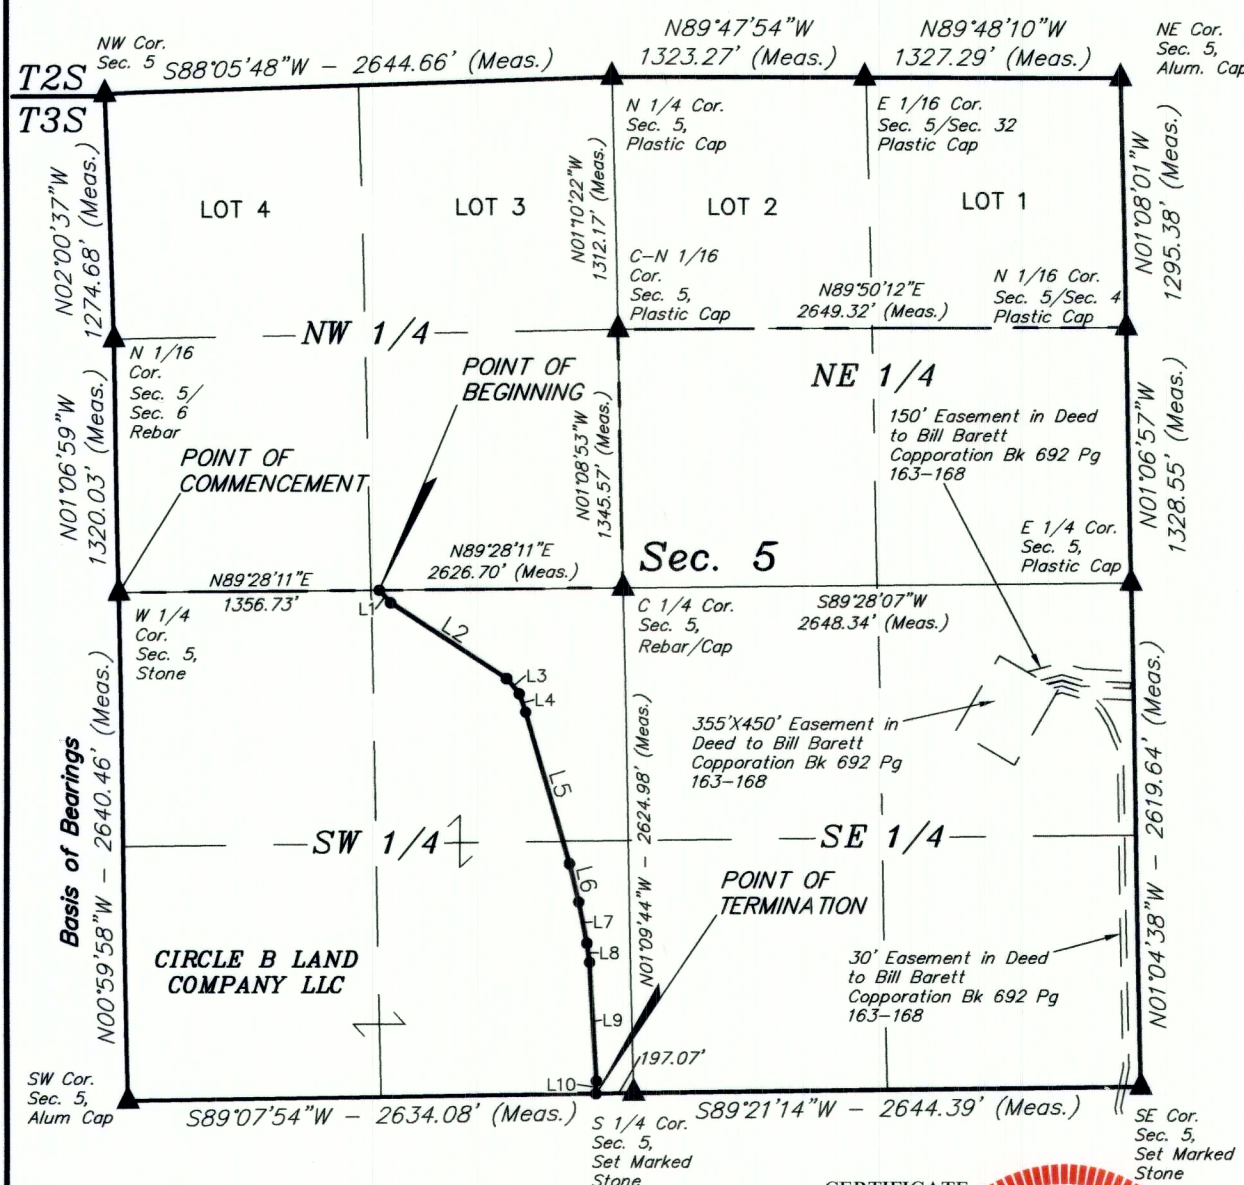 N89°47'54"W
1323.27' (Meas.)
N89°48'10"W
1327.29' (Meas.)
NE Cor.
Sec. 5,
Alum. Cap
NW Cor.
Sec. 5
S88°05'48"W – 2644.66' (Meas.)
T2S
T3S
N 1/4 Cor.
Sec. 5,
Plastic Cap
E 1/16 Cor.
Sec. 5/Sec. 32
Plastic Cap
N02°00'37"W
1274.68' (Meas.)
LOT 4
LOT 3
N01°10'22"W
1312.17' (Meas.)
LOT 2
LOT 1
N01°08'01"W
1295.38' (Meas.)
C-N 1/16
Cor.
Sec. 5,
Plastic Cap
N89°50'12"E
2649.32' (Meas.)
N 1/16 Cor.
Sec. 5/Sec. 4
Plastic Cap
NW 1/4
N 1/16
Cor.
Sec. 5/
Sec. 6
Rebar
POINT OF
BEGINNING
NE 1/4
150' Easement in Deed
to Bill Barett
Copporation Bk 692 Pg
163-168
N01°06'59"W
1320.03' (Meas.)
POINT OF
COMMENCEMENT
N01°08'53"W
1345.57' (Meas.)
N01°06'57"W
1328.55' (Meas.)
E 1/4 Cor.
Sec. 5,
Plastic Cap
Sec. 5
N89°28'11"E
1356.73'
N89°28'11"E
2626.70' (Meas.)
S89°28'07"W
2648.34' (Meas.)
W 1/4
Cor.
Sec. 5,
Stone
L1
L2
C 1/4 Cor.
Sec. 5,
Rebar/Cap
L3
L4
355'X450' Easement in
Deed to Bill Barett
Copporation Bk 692 Pg
163-168
Basis of Bearings
N00°59'58"W – 2640.46' (Meas.)
L5
N01°09'44"W – 2624.98' (Meas.)
N01°04'38"W – 2619.64' (Meas.)
SW 1/4
SE 1/4
L6
POINT OF
TERMINATION
L7
L8
CIRCLE B LAND
COMPANY LLC
30' Easement in Deed
to Bill Barett
Copporation Bk 692 Pg
163-168
L9
197.07'
L10
SW Cor.
Sec. 5,
Alum Cap
S89°07'54"W – 2634.08' (Meas.)
S 1/4 Cor.
Sec. 5,
Set Marked
Stone
S89°21'14"W – 2644.39' (Meas.)
SE Cor.
Sec. 5,
Set Marked
Stone
CERTIFICATE